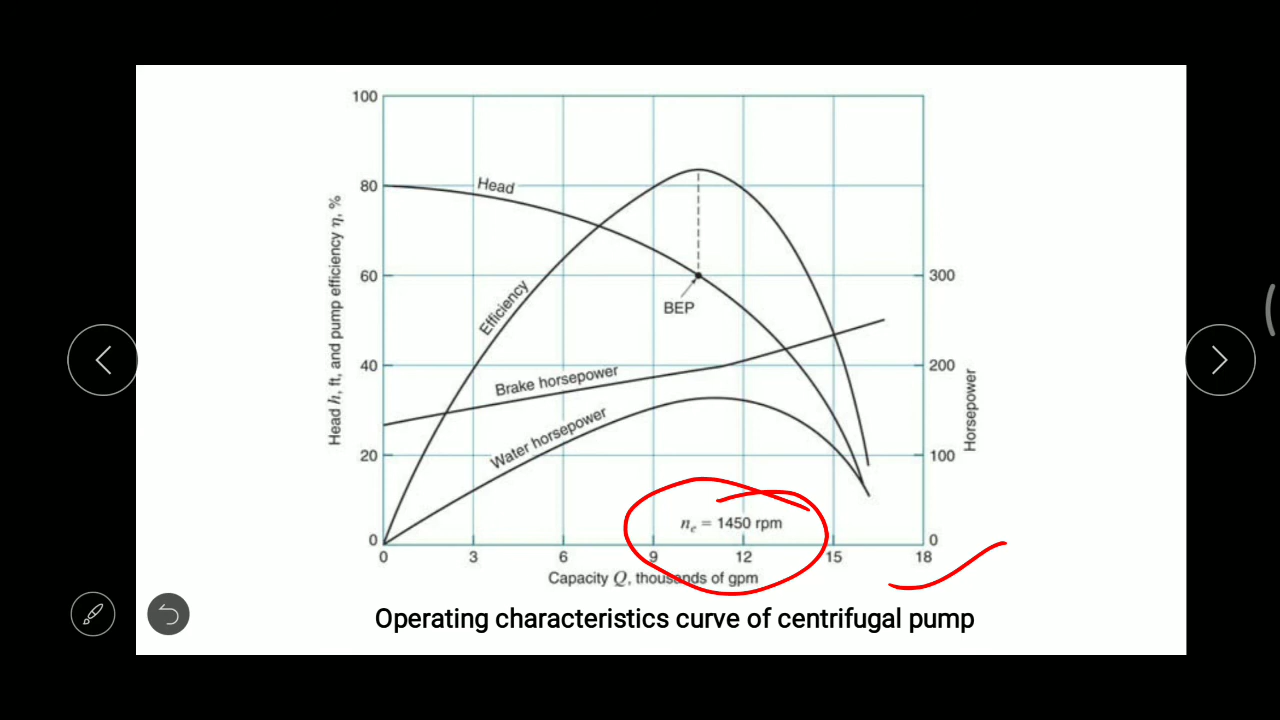 100
80
60
40
20
0
Head h, ft, and pump efficiency η, %
Head
Efficiency
BEP
Brake horsepower
Water horsepower
n_e = 1450 rpm
300
200
100
0
Horsepower
0 3 6 9 12 15 18
Capacity Q, thousands of gpm
Operating characteristics curve of centrifugal pump